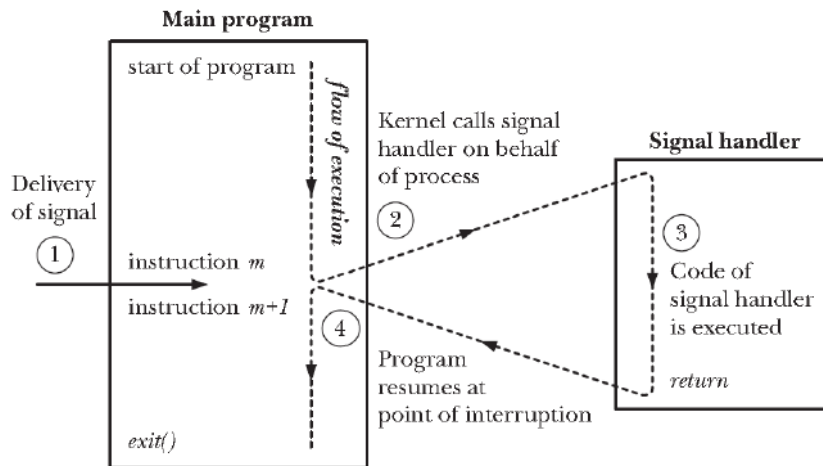 Main program
start of program
flow of execution
Kernel calls signal
handler on behalf
of process
Signal handler
Delivery
of signal
1
2
3
instruction m
instruction m+1
4
Code of
signal handler
is executed
Program
resumes at
point of interruption
return
exit()